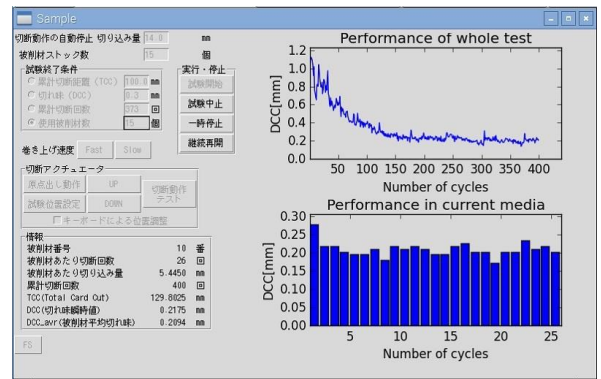 Sample
切断動作の自動停止 切り込み量 14.0 mm
被削材ストック数 15 個
試験終了条件
累計切断距離 (TCC) 100.0 mm
切れ味 (DCC) 0.3 mm
累計切断回数 373 回
使用被削材数 15 個
実行・停止
試験開始
試験中止
一時停止
継続再開
巻き上げ速度 Fast Slow
切断アクチュエータ
原点出し動作 UP 切断動作
テスト
試験位置設定 DOWN
キーボードによる位置調整
情報
被削材番号 10 番
被削材あたり切断回数 26 回
被削材あたり切り込み量 5.4450 mm
累計切断回数 400 回
TCC(Total Card Cut) 129.8025 mm
DCC(切れ味瞬時値) 0.2175 mm
DCC_avr(被削材平均切れ味) 0.2094 mm
FS
Performance of whole test
DCC[mm]
1.2
1.0
0.8
0.6
0.4
0.2
0.0
50 100 150 200 250 300 350 400
Number of cycles
Performance in current media
DCC[mm]
0.30
0.25
0.20
0.15
0.10
0.05
0.00
5 10 15 20 25
Number of cycles